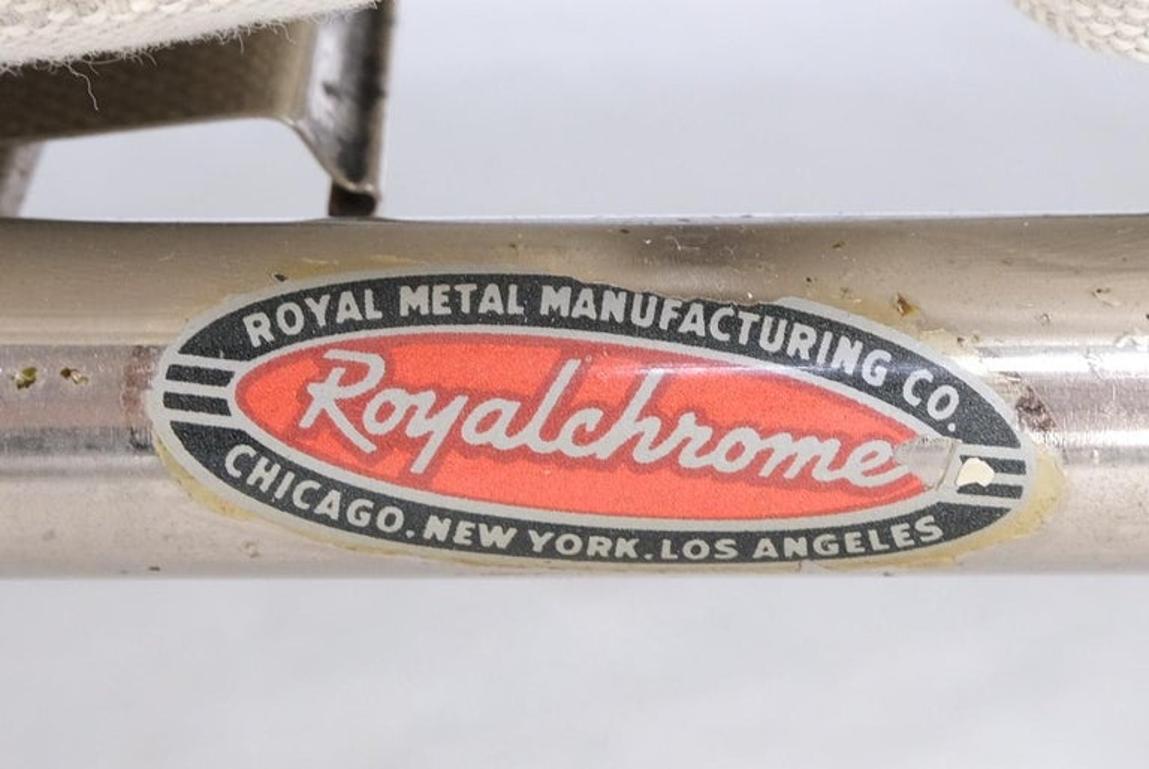 ROYAL METAL MANUFACTURING CO.
Royalchrome
CHICAGO. NEW YORK. LOS ANGELES